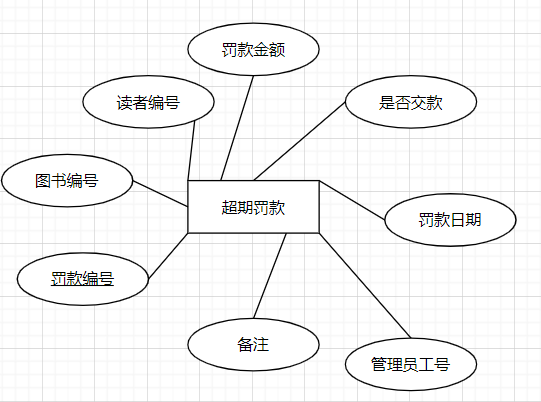 罚款金额
读者编号
是否交款
图书编号
超期罚款
罚款日期
罚款编号
备注
管理员工号